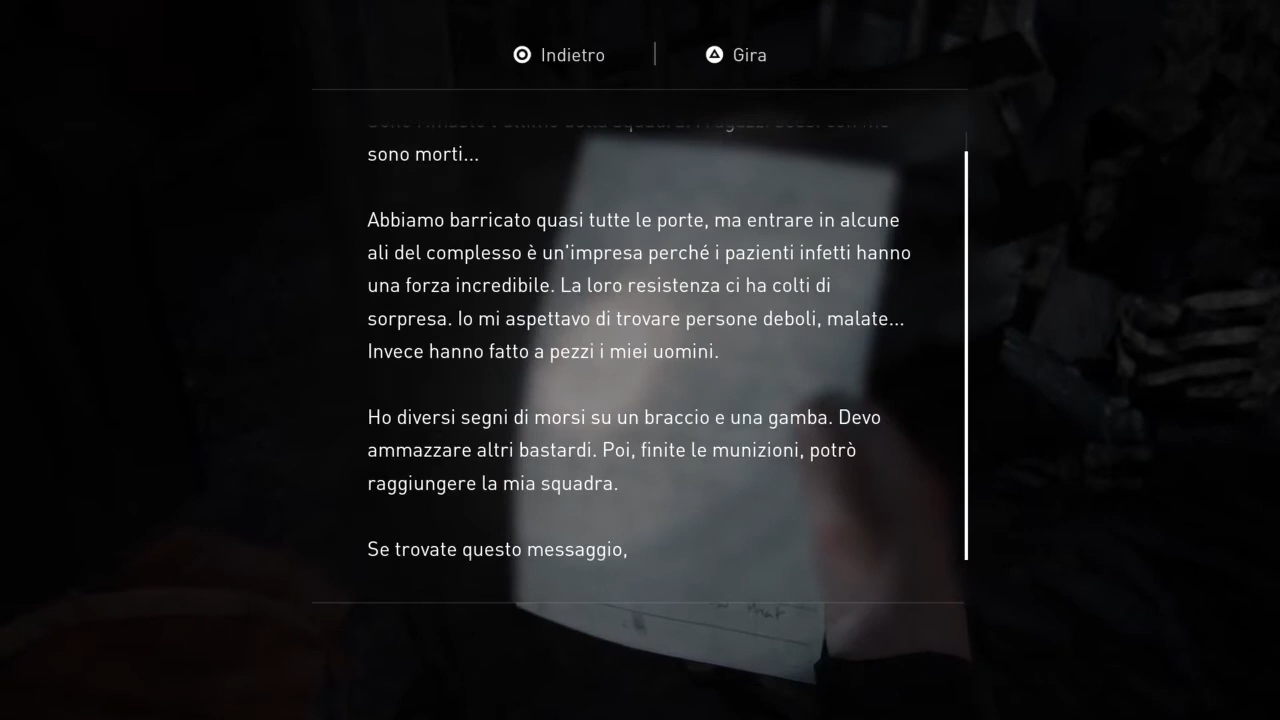 Indietro
Gira
sono morti...
Abbiamo barricato quasi tutte le porte, ma entrare in alcune
ali del complesso è un'impresa perché i pazienti infetti hanno
una forza incredibile. La loro resistenza ci ha colti di
sorpresa. Io mi aspettavo di trovare persone deboli, malate...
Invece hanno fatto a pezzi i miei uomini.
Ho diversi segni di morsi su un braccio e una gamba. Devo
ammazzare altri bastardi. Poi, finite le munizioni, potrò
raggiungere la mia squadra.
Se trovate questo messaggio,